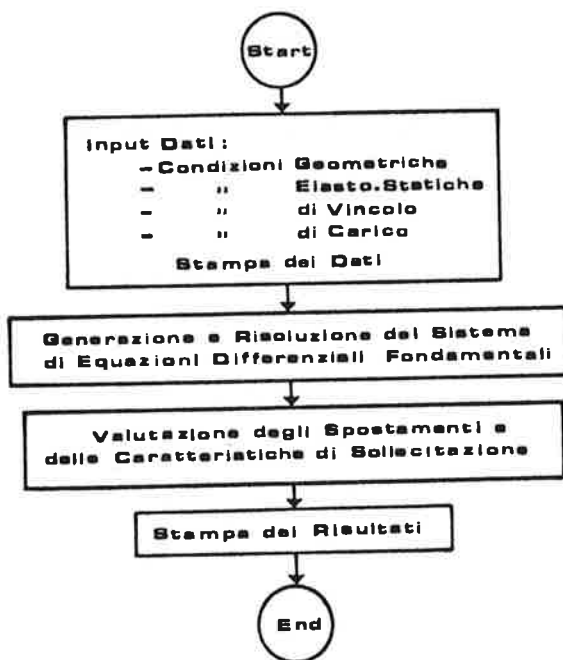 Start
Input Dati:
- Condizioni Geometriche
- " Elasto.Statiche
- " di Vincolo
- " di Carico
Stampa dei Dati
Generazione e Risoluzione del Sistema
di Equazioni Differenziali Fondamentali
Valutazione degli Spostamenti e
delle Caratteristiche di Sollecitazione
Stampa dei Risultati
End